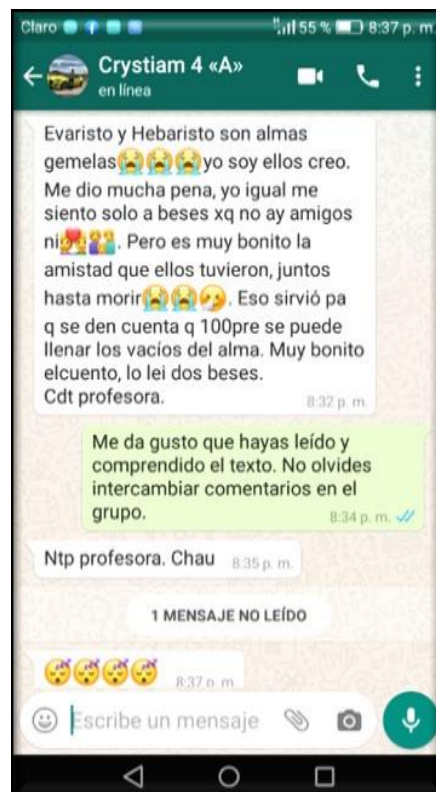 Claro 55 % 8:37 p. m.
Crystiam 4 «A»
en línea
Evaristo y Hebaristo son almas
gemelas😭😭😭yo soy ellos creo.
Me dio mucha pena, yo igual me
siento solo a beses xq no ay amigos
ni💑👫. Pero es muy bonito la
amistad que ellos tuvieron, juntos
hasta morir😭😭🤧. Eso sirvió pa
q se den cuenta q 100pre se puede
llenar los vacíos del alma. Muy bonito
elcuento, lo lei dos beses.
Cdt profesora. 8:32 p. m.
Me da gusto que hayas leído y
comprendido el texto. No olvides
intercambiar comentarios en el
grupo. 8:34 p. m.
Ntp profesora. Chau 8:35 p. m.
1 MENSAJE NO LEÍDO
😴😴😴😴 8:37 p. m.
Escribe un mensaje